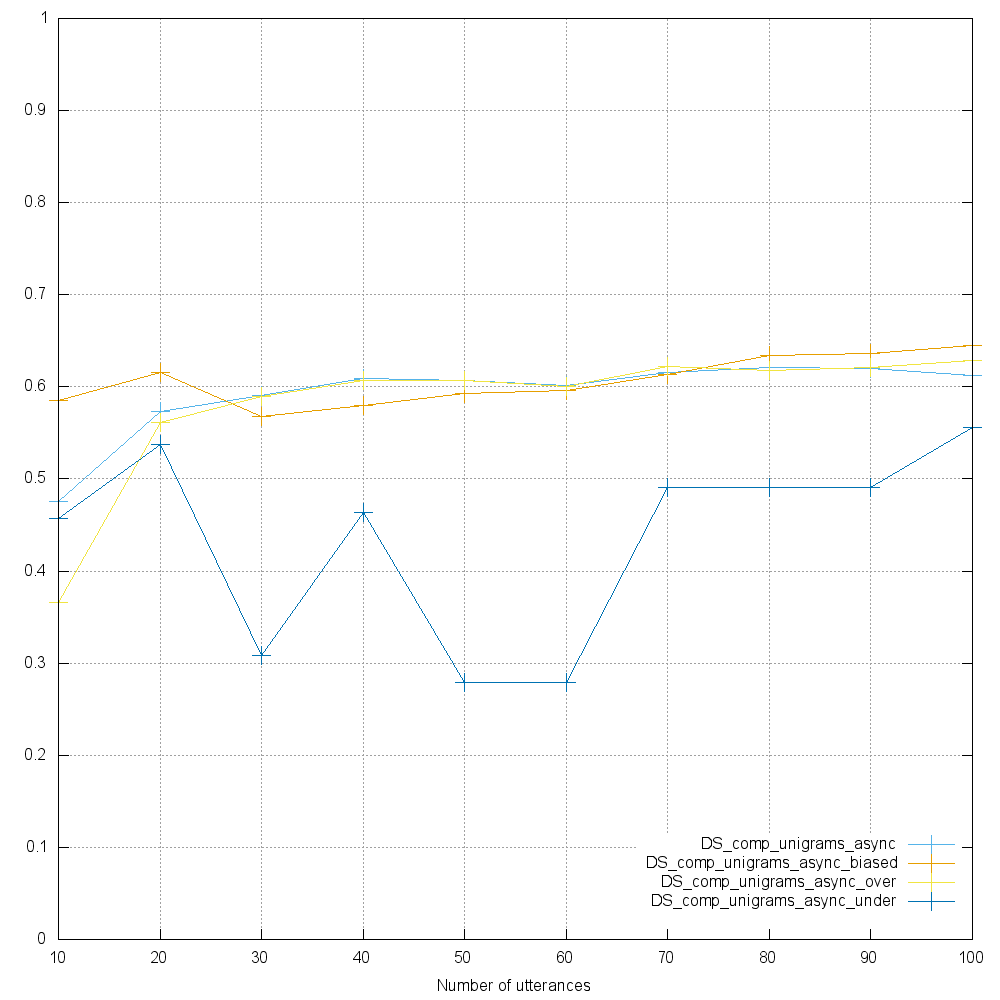 1
0.9
0.8
0.7
0.6
0.5
0.4
0.3
0.2
0.1
0
DS_comp_unigrams_async
DS_comp_unigrams_async_biased
DS_comp_unigrams_async_over
DS_comp_unigrams_async_under
10 20 30 40 50 60 70 80 90 100
Number of utterances